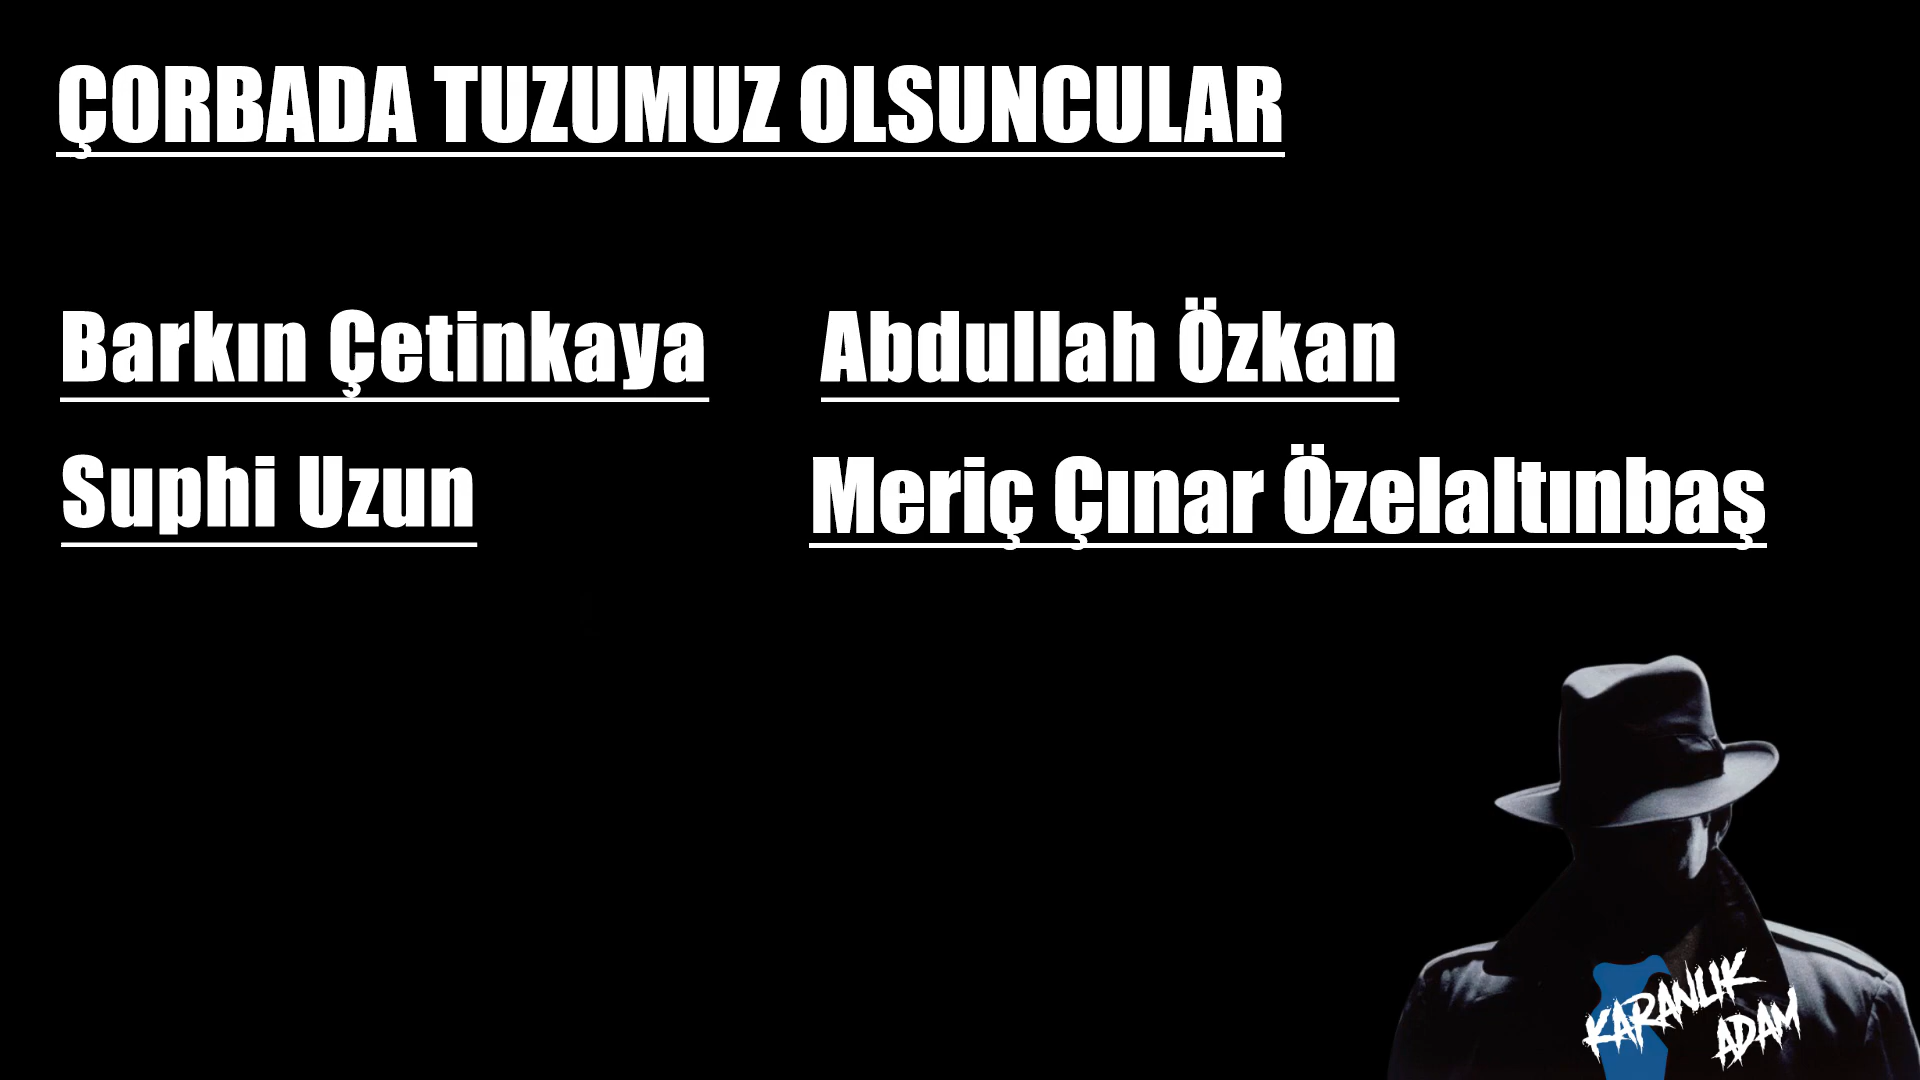 ÇORBADA TUZUMUZ OLSUNCULAR
Barkın Çetinkaya
Abdullah Özkan
Suphi Uzun
Meriç Çınar Özelaltınbaş
KARANLIK
ADAM